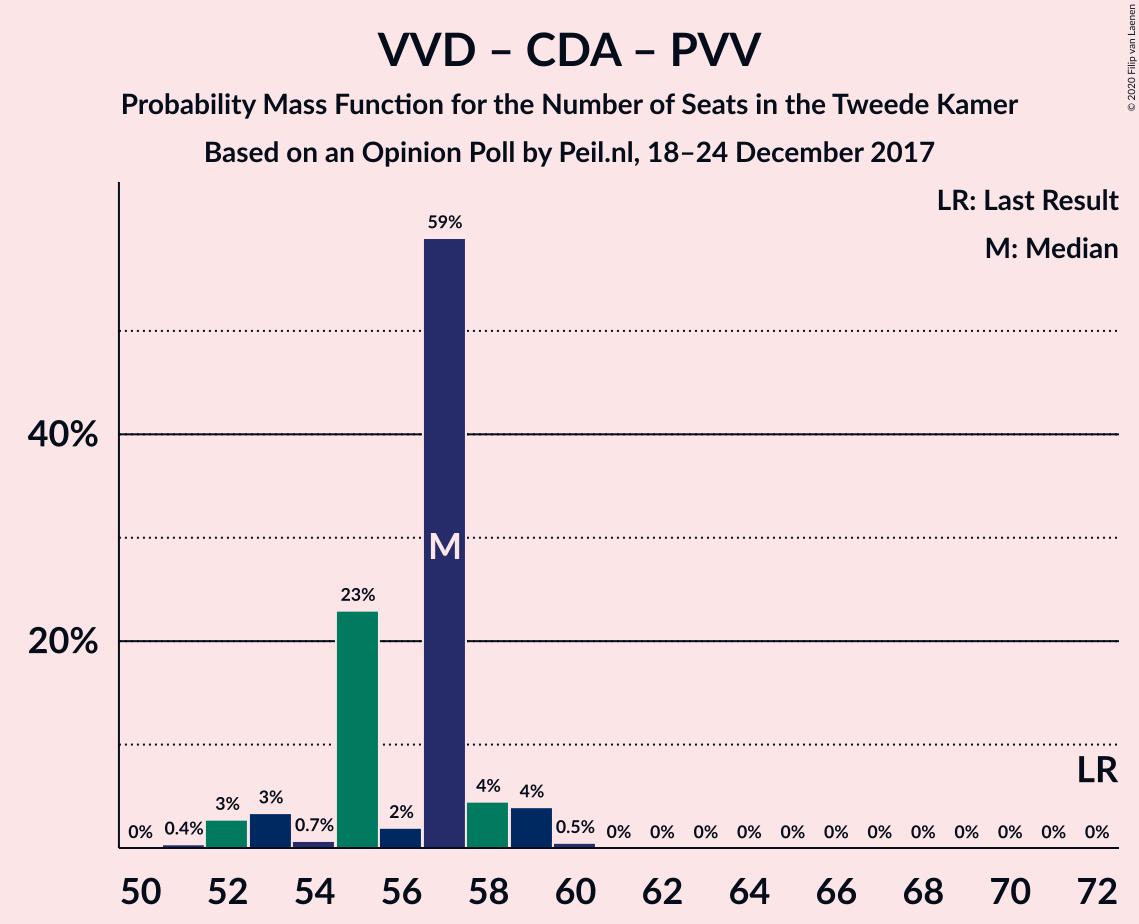 VVD – CDA – PVV
Probability Mass Function for the Number of Seats in the Tweede Kamer
Based on an Opinion Poll by Peil.nl, 18–24 December 2017
© 2020 Filip van Laenen
LR: Last Result
M: Median
59%
40%
M
23%
20%
LR
0% 0.4% 3% 3% 0.7% 2% 4% 4% 0.5% 0% 0% 0% 0% 0% 0% 0% 0% 0% 0% 0% 0%
50 52 54 56 58 60 62 64 66 68 70 72